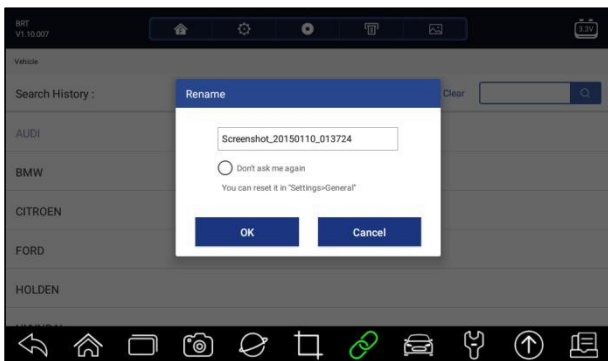 BRT
V1.10.007
3.3V
Vehicle
Search History :
Clear
AUDI
BMW
CITROEN
FORD
HOLDEN
Rename
Screenshot_20150110_013724
Don't ask me again
You can reset it in "Settings>General"
OK
Cancel